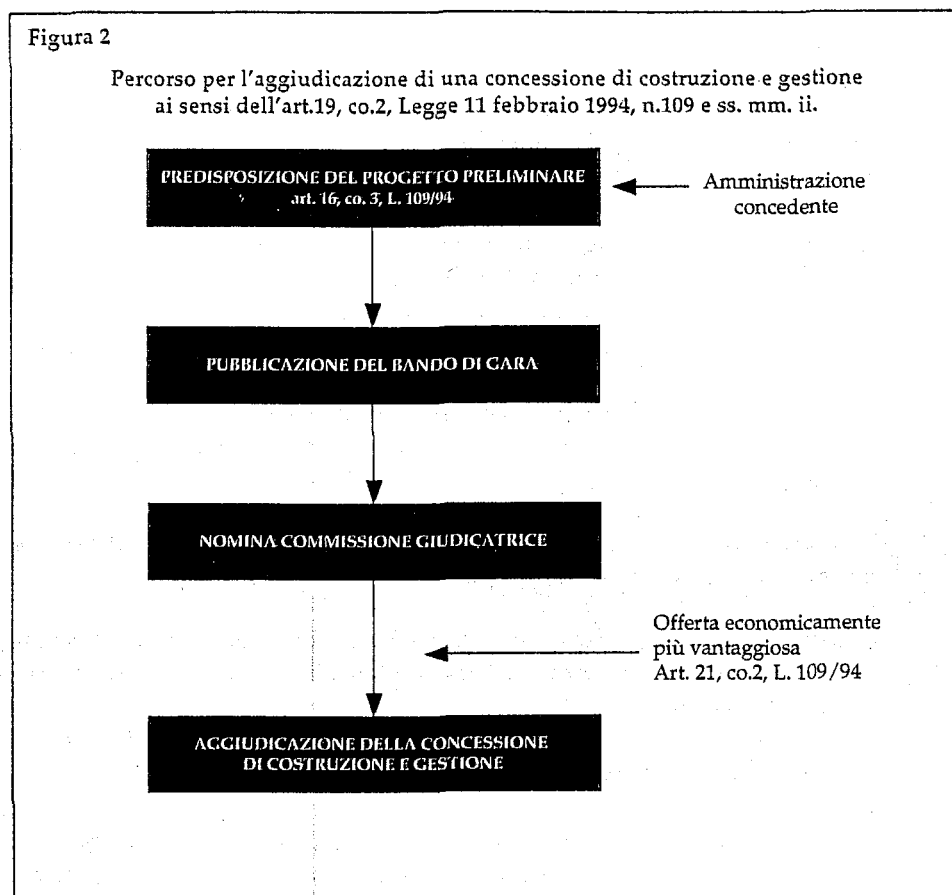 Figura 2
Percorso per l'aggiudicazione di una concessione di costruzione e gestione
ai sensi dell'art.19, co.2, Legge 11 febbraio 1994, n.109 e ss. mm. ii.
PREDISPOSIZIONE DEL PROGETTO PRELIMINARE
art. 16, co. 3, L. 109/94
Amministrazione
concedente
PUBBLICAZIONE DEL BANDO DI GARA
NOMINA COMMISSIONE GIUDICATRICE
Offerta economicamente
più vantaggiosa
Art. 21, co.2, L. 109/94
AGGIUDICAZIONE DELLA CONCESSIONE
DI COSTRUZIONE E GESTIONE